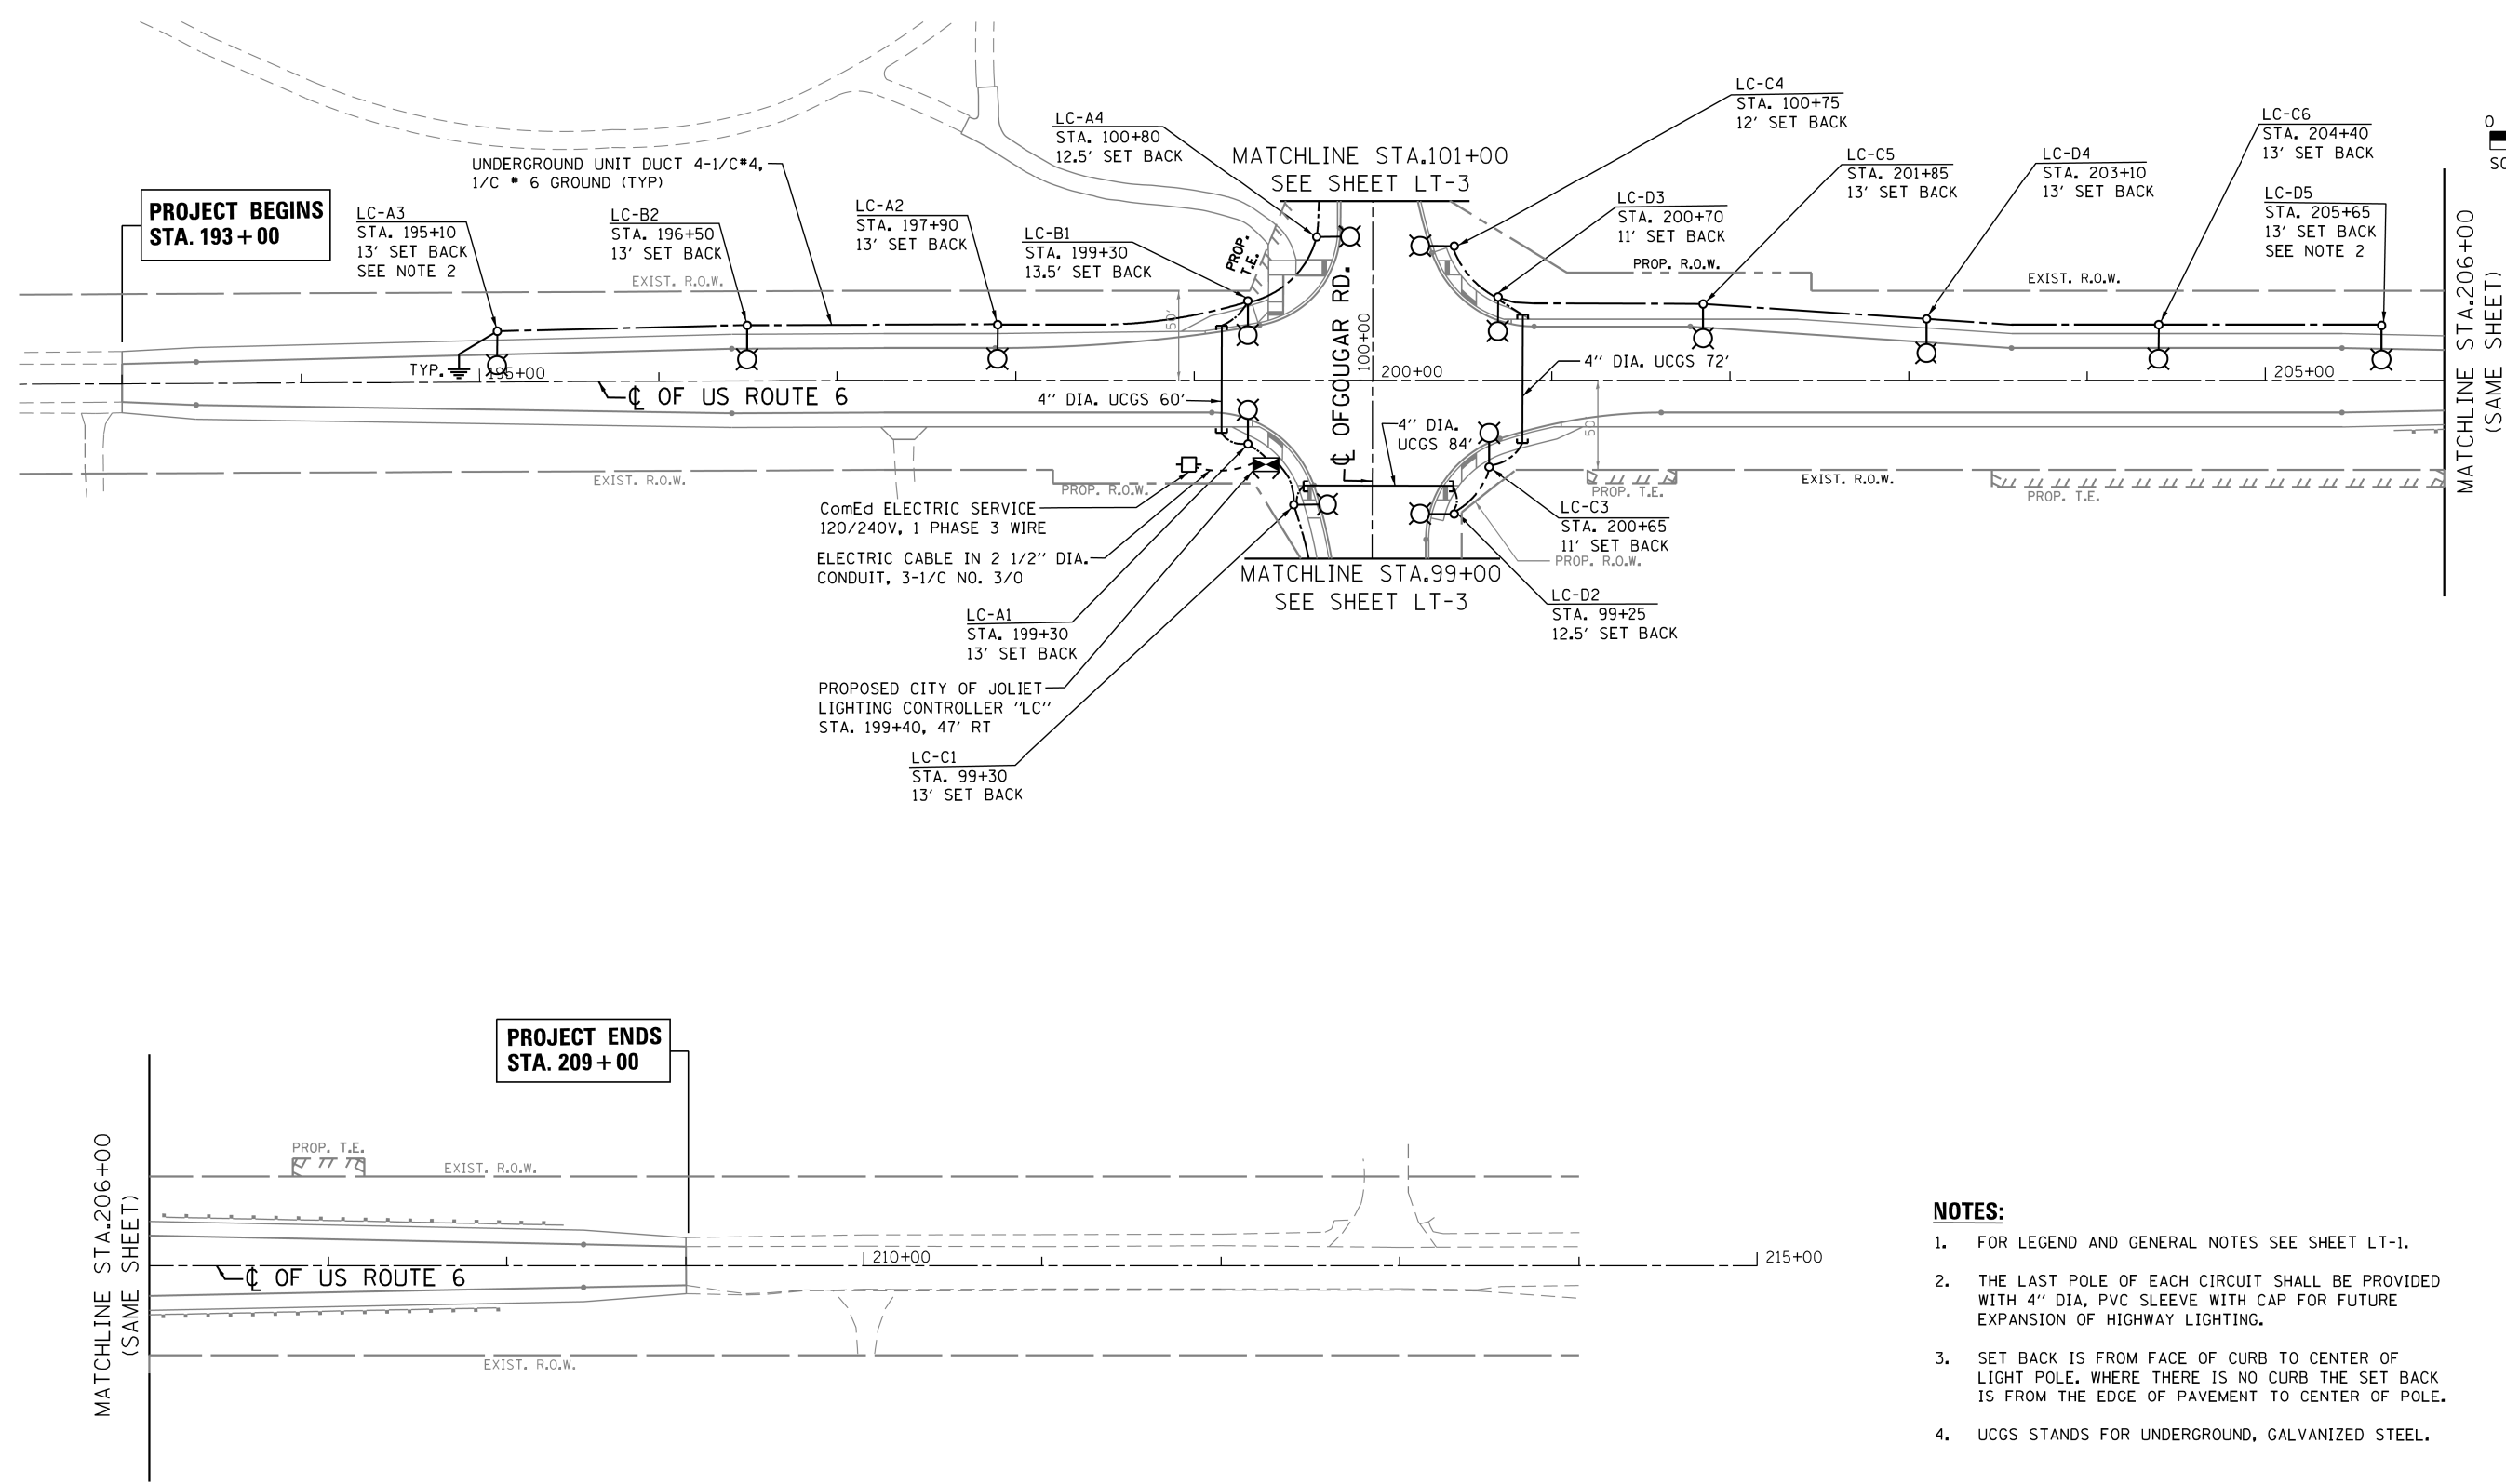 LC-C4
STA. 100+75
12' SET BACK
LC-A4
STA. 100+80
12.5' SET BACK
MATCHLINE STA.101+00
SEE SHEET LT-3
LC-C6
STA. 204+40
13' SET BACK
0
UNDERGROUND UNIT DUCT 4-1/C#4,
1/C # 6 GROUND (TYP)
LC-C5
STA. 201+85
13' SET BACK
LC-D4
STA. 203+10
13' SET BACK
LC-D5
STA. 205+65
13' SET BACK
SEE NOTE 2
PROJECT BEGINS
STA. 193+00
LC-A3
STA. 195+10
13' SET BACK
SEE NOTE 2
LC-B2
STA. 196+50
13' SET BACK
LC-A2
STA. 197+90
13' SET BACK
LC-B1
STA. 199+30
13.5' SET BACK
LC-D3
STA. 200+70
11' SET BACK
PROP.
T.E.
EXIST. R.O.W.
PROP. R.O.W.
EXIST. R.O.W.
MATCHLINE STA.206+00
(SAME SHEET)
50'
100+00
℄ OFGOUGAR RD.
TYP.
195+00
200+00
205+00
4" DIA. UCGS 72'
℄ OF US ROUTE 6
4" DIA. UCGS 60'
4" DIA.
UCGS 84'
50'
EXIST. R.O.W.
PROP. R.O.W.
PROP. T.E.
EXIST. R.O.W.
PROP. T.E.
ComEd ELECTRIC SERVICE
120/240V, 1 PHASE 3 WIRE
LC-C3
STA. 200+65
11' SET BACK
PROP. R.O.W.
ELECTRIC CABLE IN 2 1/2" DIA.
CONDUIT, 3-1/C NO. 3/0
MATCHLINE STA.99+00
SEE SHEET LT-3
LC-D2
STA. 99+25
12.5' SET BACK
LC-A1
STA. 199+30
13' SET BACK
PROPOSED CITY OF JOLIET
LIGHTING CONTROLLER "LC"
STA. 199+40, 47' RT
LC-C1
STA. 99+30
13' SET BACK
PROJECT ENDS
STA. 209+00
MATCHLINE STA.206+00
(SAME SHEET)
PROP. T.E.
EXIST. R.O.W.
℄ OF US ROUTE 6
210+00
215+00
EXIST. R.O.W.
NOTES:
1. FOR LEGEND AND GENERAL NOTES SEE SHEET LT-1.
2. THE LAST POLE OF EACH CIRCUIT SHALL BE PROVIDED
WITH 4" DIA, PVC SLEEVE WITH CAP FOR FUTURE
EXPANSION OF HIGHWAY LIGHTING.
3. SET BACK IS FROM FACE OF CURB TO CENTER OF
LIGHT POLE. WHERE THERE IS NO CURB THE SET BACK
IS FROM THE EDGE OF PAVEMENT TO CENTER OF POLE.
4. UCGS STANDS FOR UNDERGROUND, GALVANIZED STEEL.